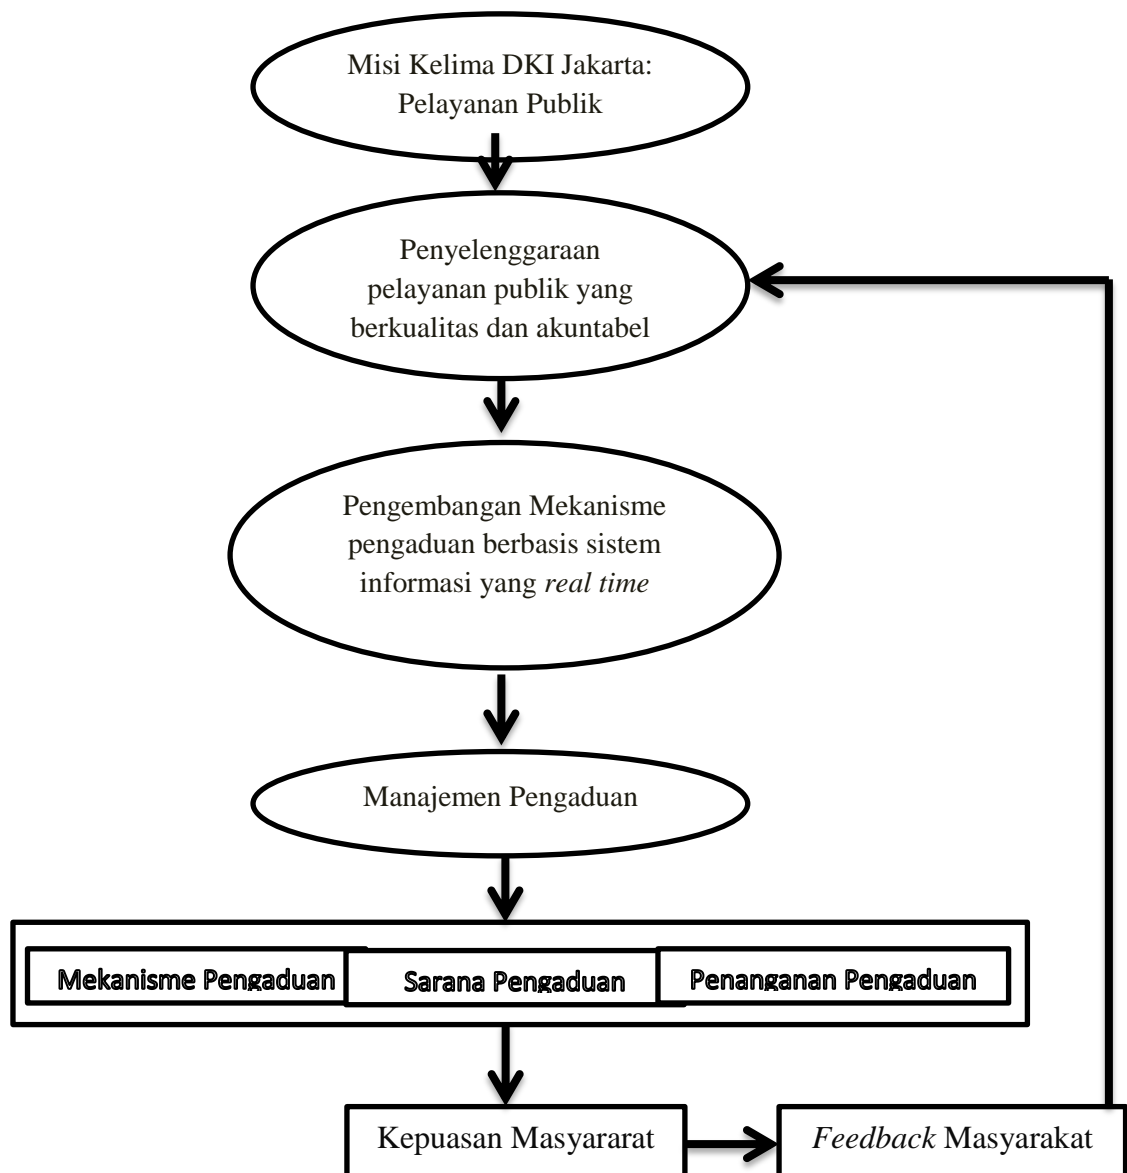 Misi Kelima DKI Jakarta:
Pelayanan Publik
Penyelenggaraan
pelayanan publik yang
berkualitas dan akuntabel
Pengembangan Mekanisme
pengaduan berbasis sistem
informasi yang real time
Manajemen Pengaduan
Mekanisme Pengaduan
Sarana Pengaduan
Penanganan Pengaduan
Kepuasan Masyararat
Feedback Masyarakat